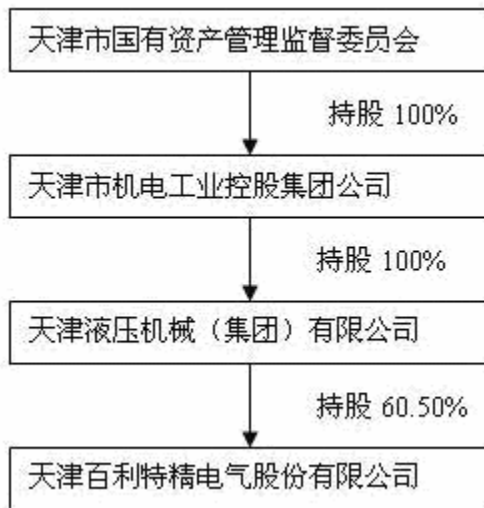 天津市国有资产管理监督委员会
持股 100%
天津市机电工业控股集团公司
持股 100%
天津液压机械（集团）有限公司
持股 60.50%
天津百利特精电气股份有限公司